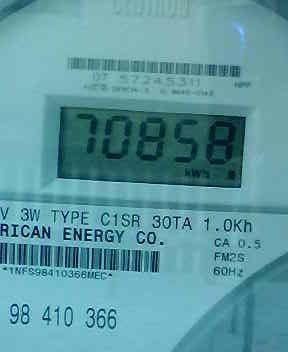 OT 57245311
70858
kWh
V 3W TYPE C1SR 30TA 1.0Kh
RICAN ENERGY CO.
CA 0.5
FM2S
*1NFS98410366MEC*
60Hz
98 410 366